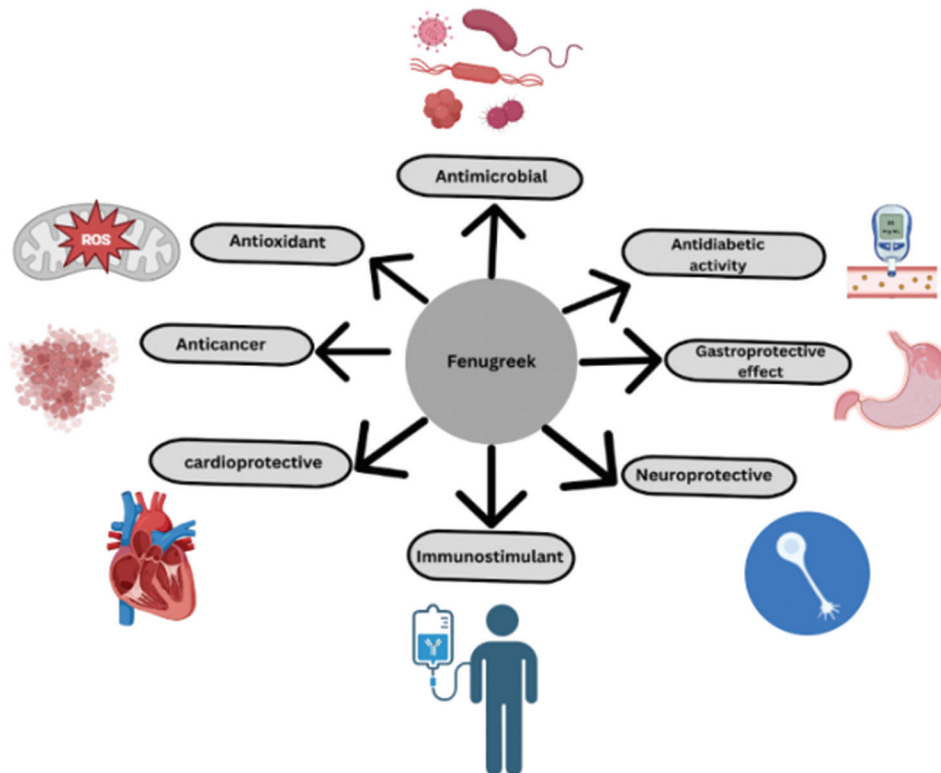 Antimicrobial
ROS
Antioxidant
Antidiabetic
activity
Anticancer
Fenugreek
Gastroprotective
effect
cardioprotective
Neuroprotective
Immunostimulant